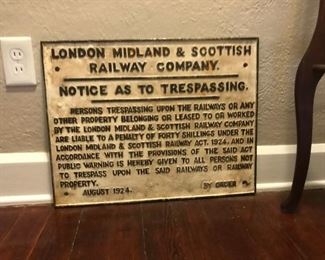 LONDON MIDLAND & SCOTTISH
RAILWAY COMPANY.
NOTICE AS TO TRESPASSING.
PERSONS TRESPASSING UPON THE RAILWAYS OR ANY
OTHER PROPERTY BELONGING OR LEASED TO OR WORKED
BY THE LONDON MIDLAND & SCOTTISH RAILWAY COMPANY
ARE LIABLE TO A PENALTY OF FORTY SHILLINGS UNDER THE
LONDON MIDLAND & SCOTTISH RAILWAY ACT. 1924, AND IN
ACCORDANCE WITH THE PROVISIONS OF THE SAID ACT
PUBLIC WARNING IS HEREBY GIVEN TO ALL PERSONS NOT
TO TRESPASS UPON THE SAID RAILWAYS OR RAILWAY
PROPERTY.
AUGUST 1924. BY ORDER